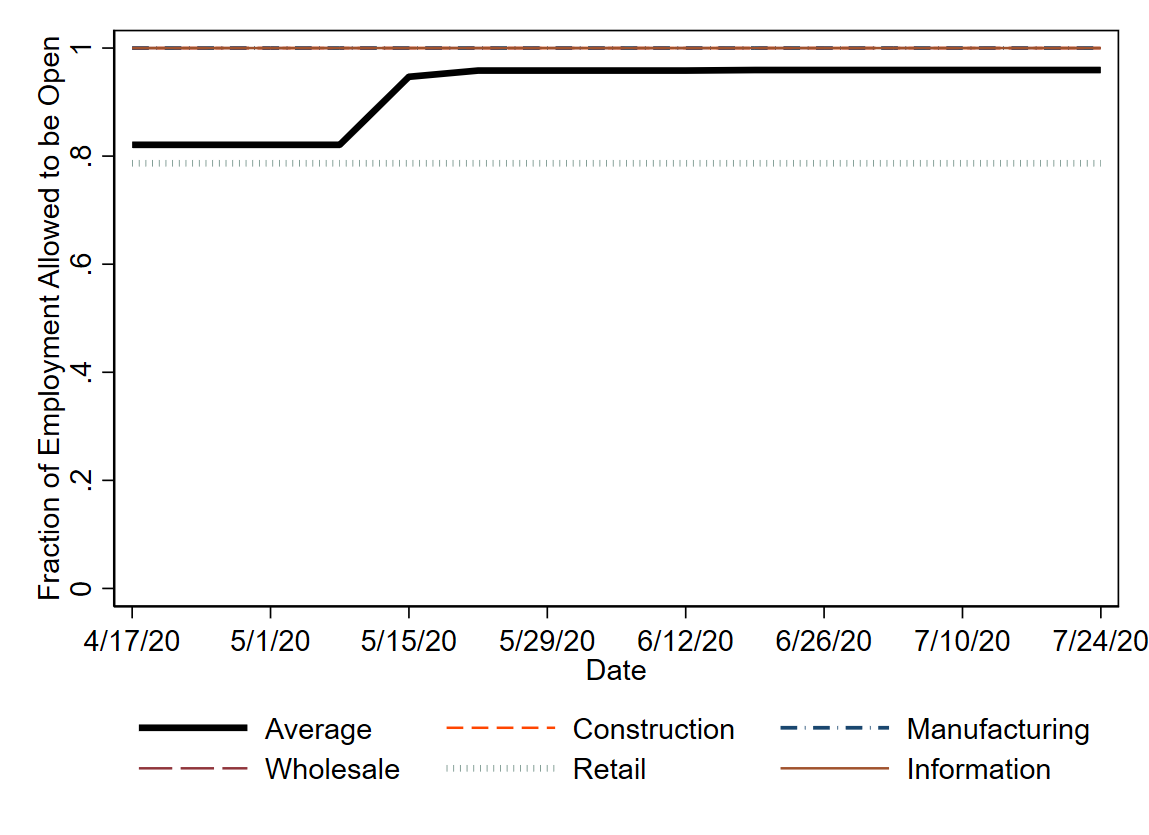 Fraction of Employment Allowed to be Open
1
.8
.6
.4
.2
0
4/17/20 5/1/20 5/15/20 5/29/20 6/12/20 6/26/20 7/10/20 7/24/20
Date
Average Construction Manufacturing
Wholesale Retail Information